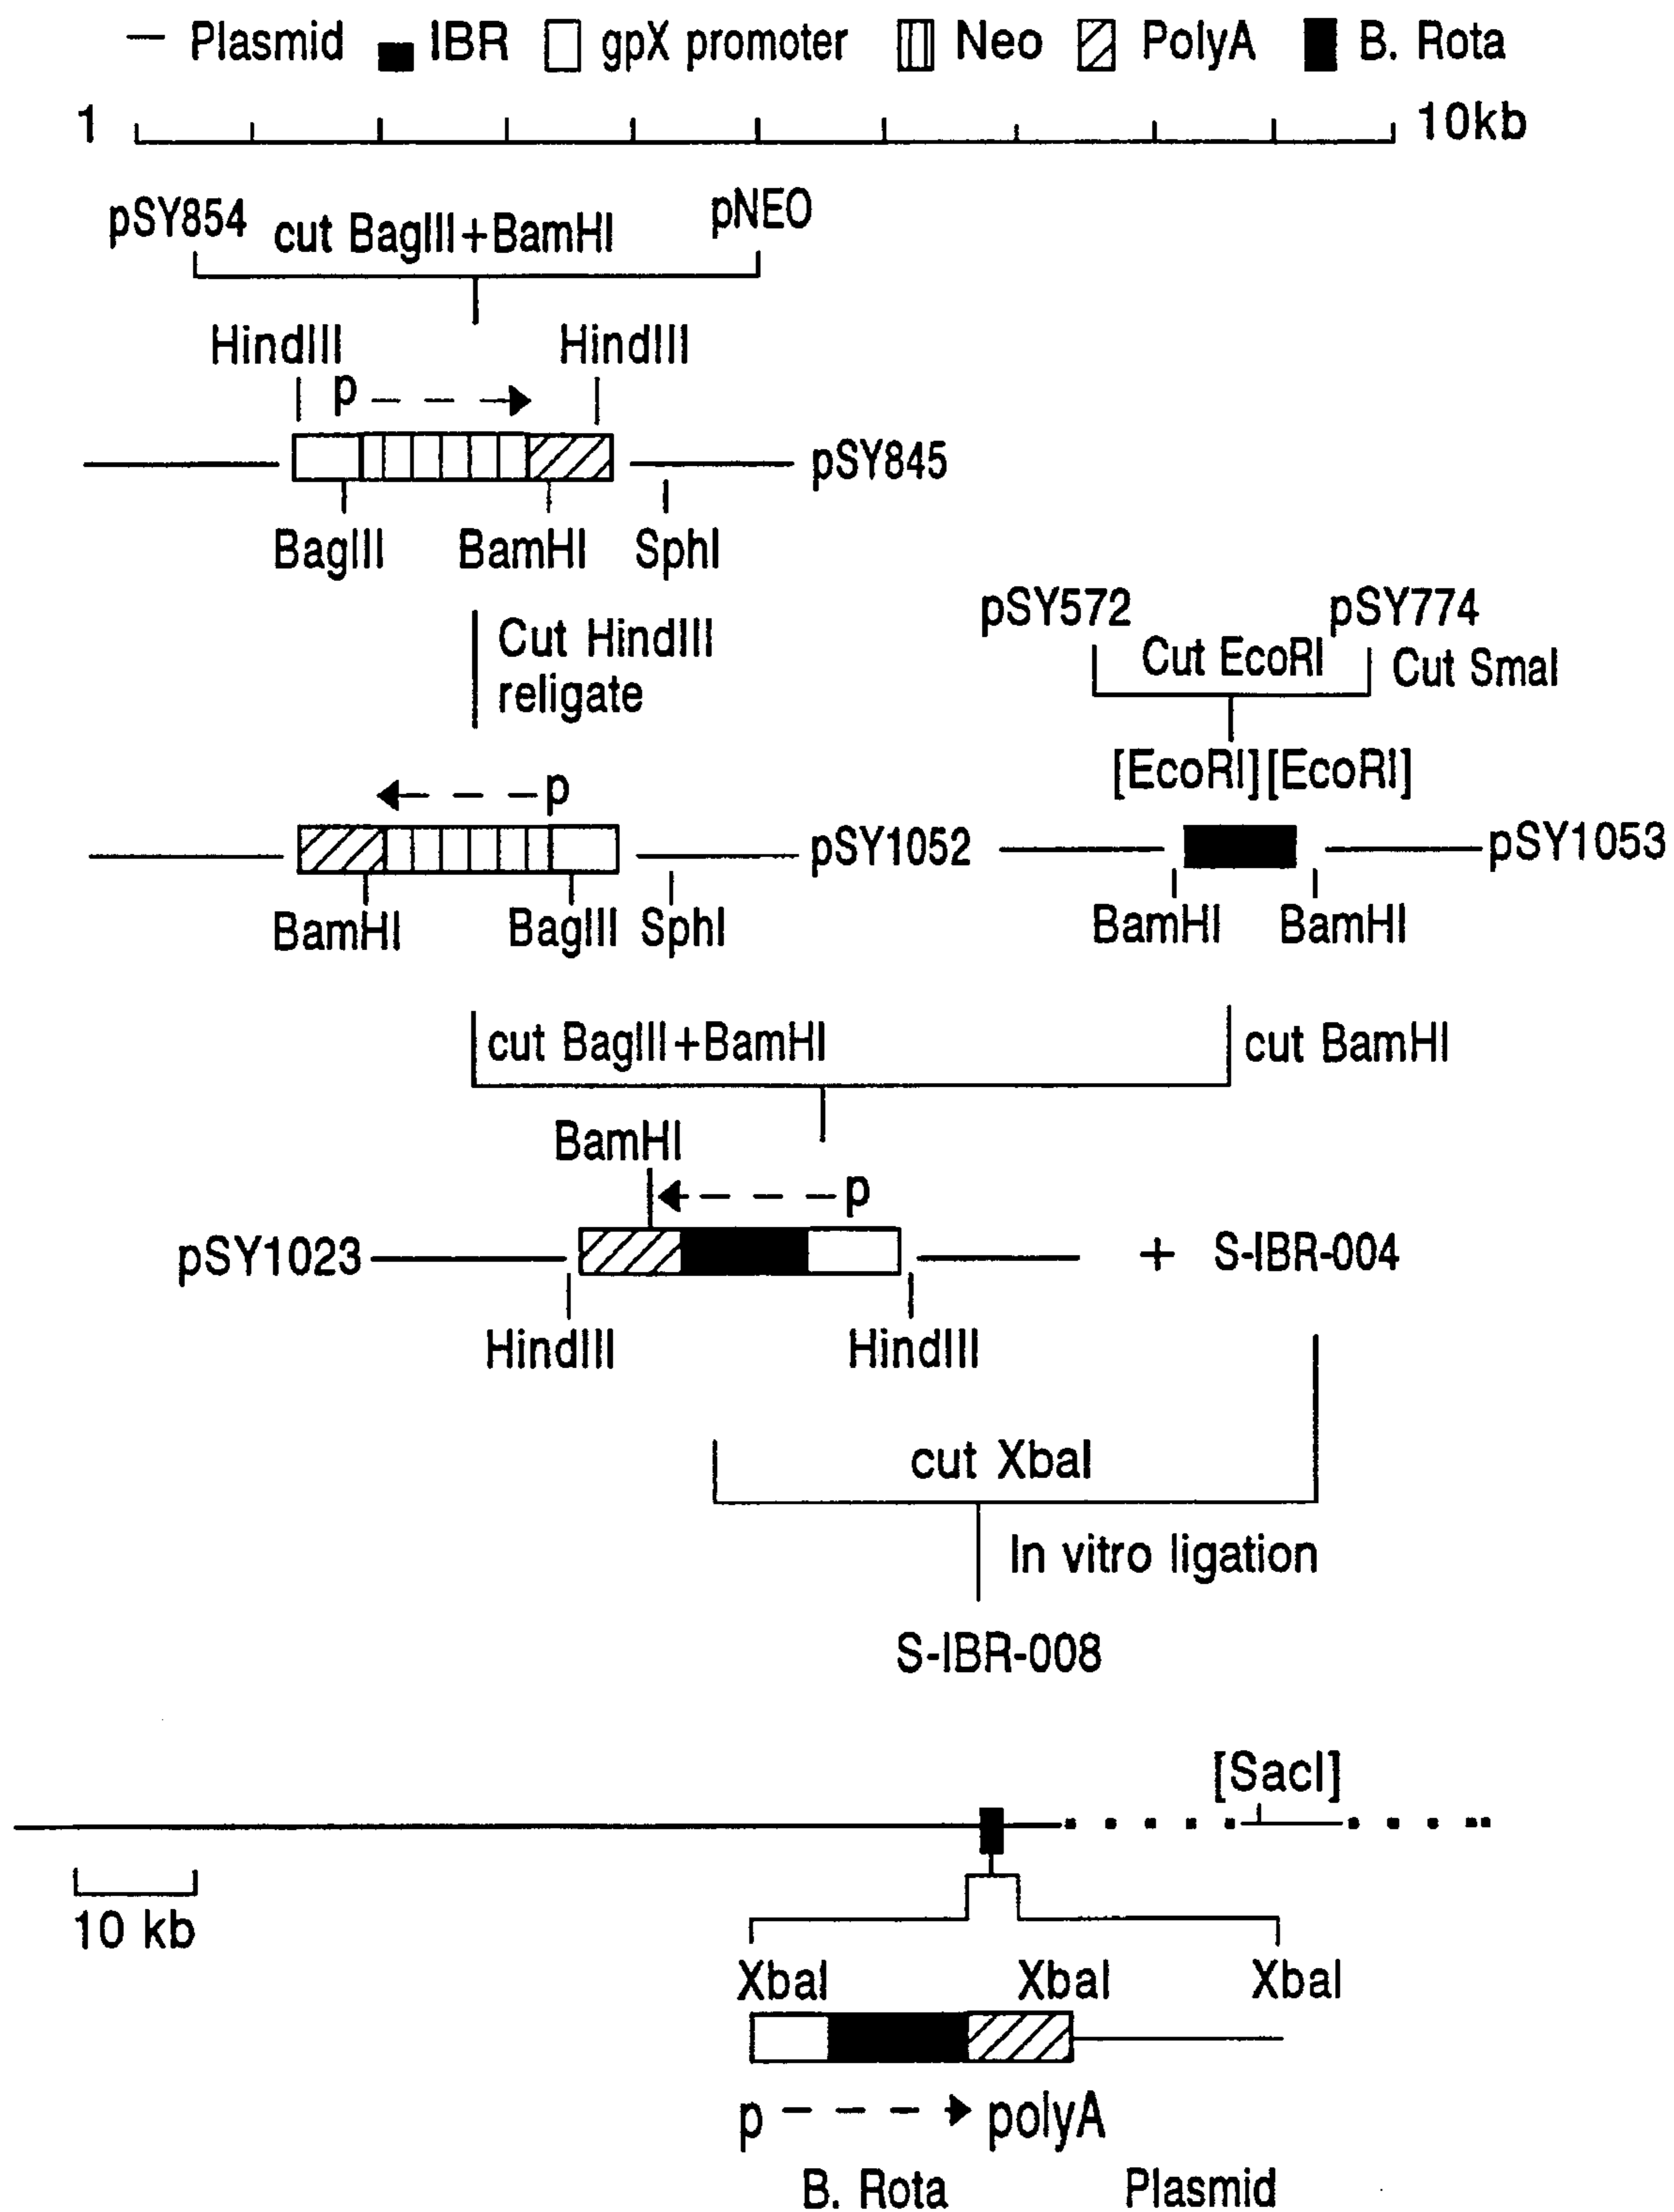 — Plasmid IBR gpX promoter Neo PolyA B. Rota
1 10kb
pSY854 cut BagIII+BamHI pNEO
HindIII HindIII
p
pSY845
BagIII BamHI SphI
Cut HindIII
religate
pSY572 pSY774
Cut EcoRI Cut SmaI
[EcoRI][EcoRI]
p
pSY1052 pSY1053
BamHI BagIII SphI BamHI BamHI
cut BagIII+BamHI cut BamHI
BamHI
p
pSY1023 + S-IBR-004
HindIII HindIII
cut XbaI
In vitro ligation
S-IBR-008
[SacI]
10 kb
XbaI XbaI XbaI
p polyA
B. Rota Plasmid